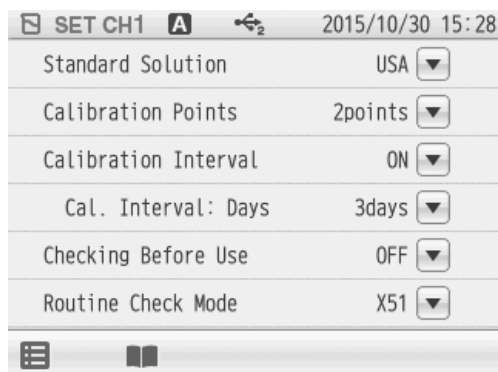 SET CH1 A 2 2015/10/30 15:28
Standard Solution USA
Calibration Points 2points
Calibration Interval ON
Cal. Interval: Days 3days
Checking Before Use OFF
Routine Check Mode X51